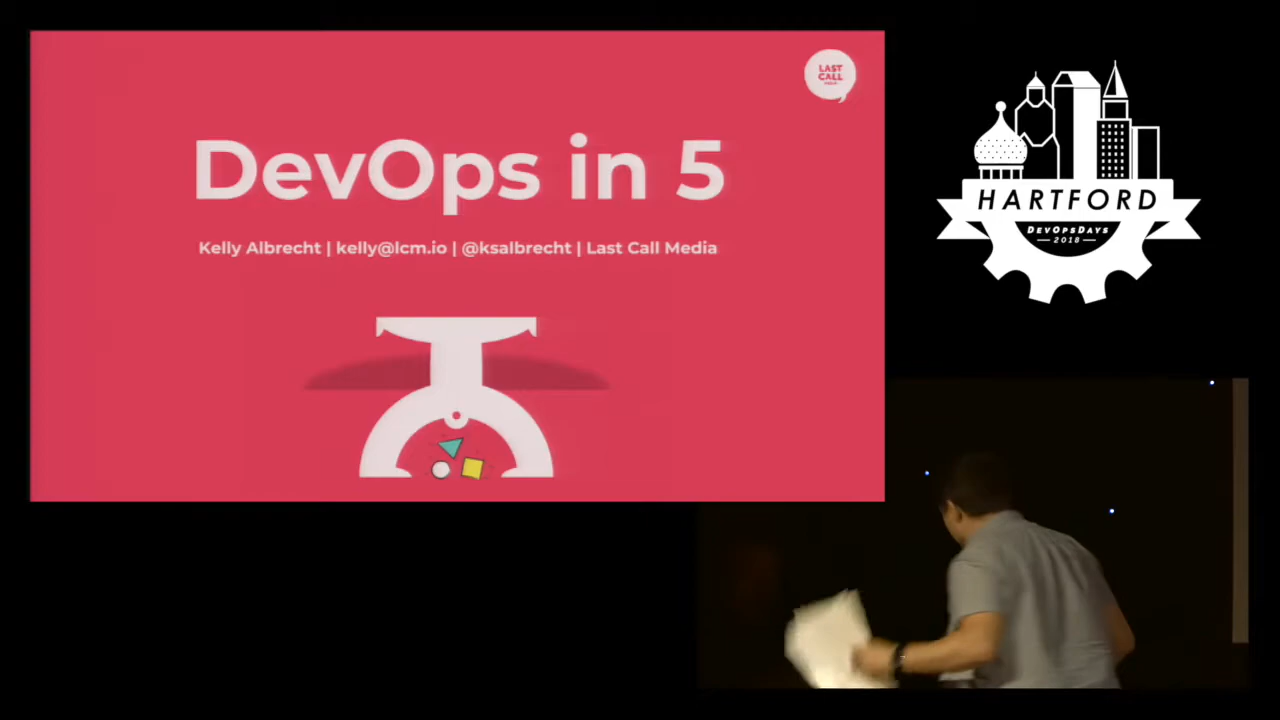 LAST
CALL
DevOps in 5
Kelly Albrecht | kelly@lcm.io | @ksalbrecht | Last Call Media
HARTFORD
DEVOPSDAYS
2018